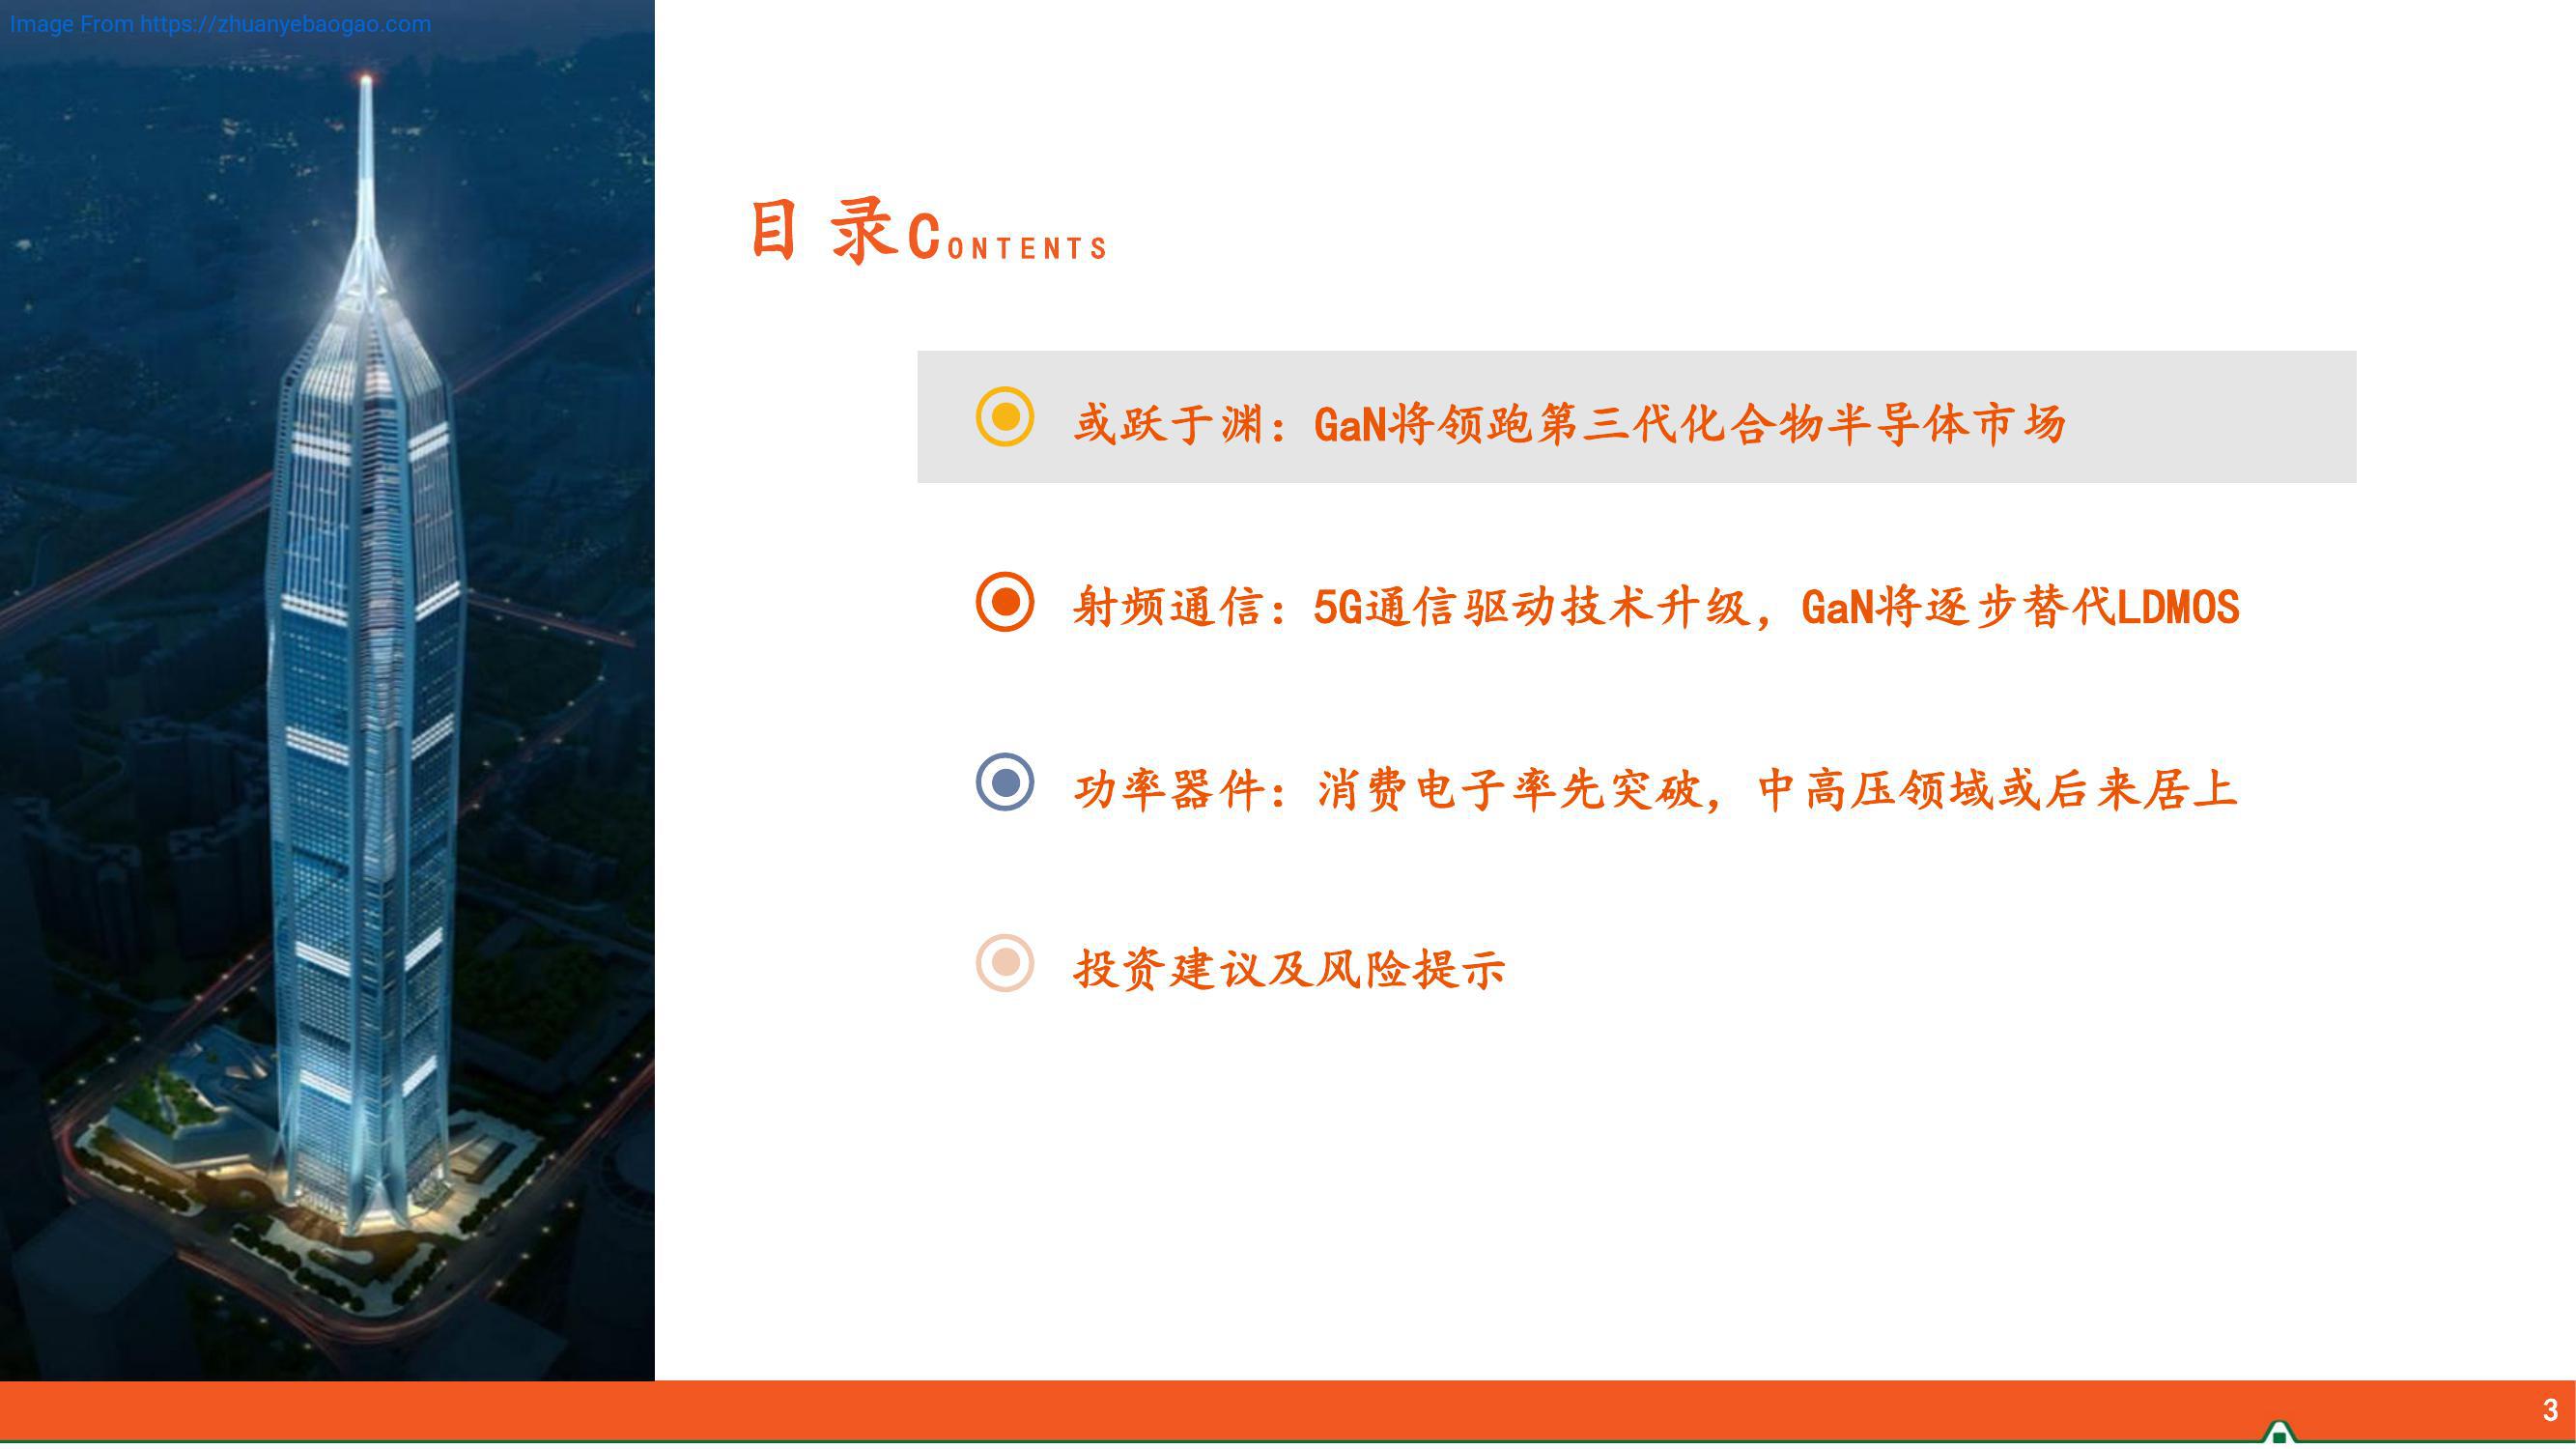 Image From https://zhuanyebaogao.com
目 录CONTENTS
或跃于渊：GaN将领跑第三代化合物半导体市场
射频通信：5G通信驱动技术升级，GaN将逐步替代LDMOS
功率器件：消费电子率先突破，中高压领域或后来居上
投资建议及风险提示
3